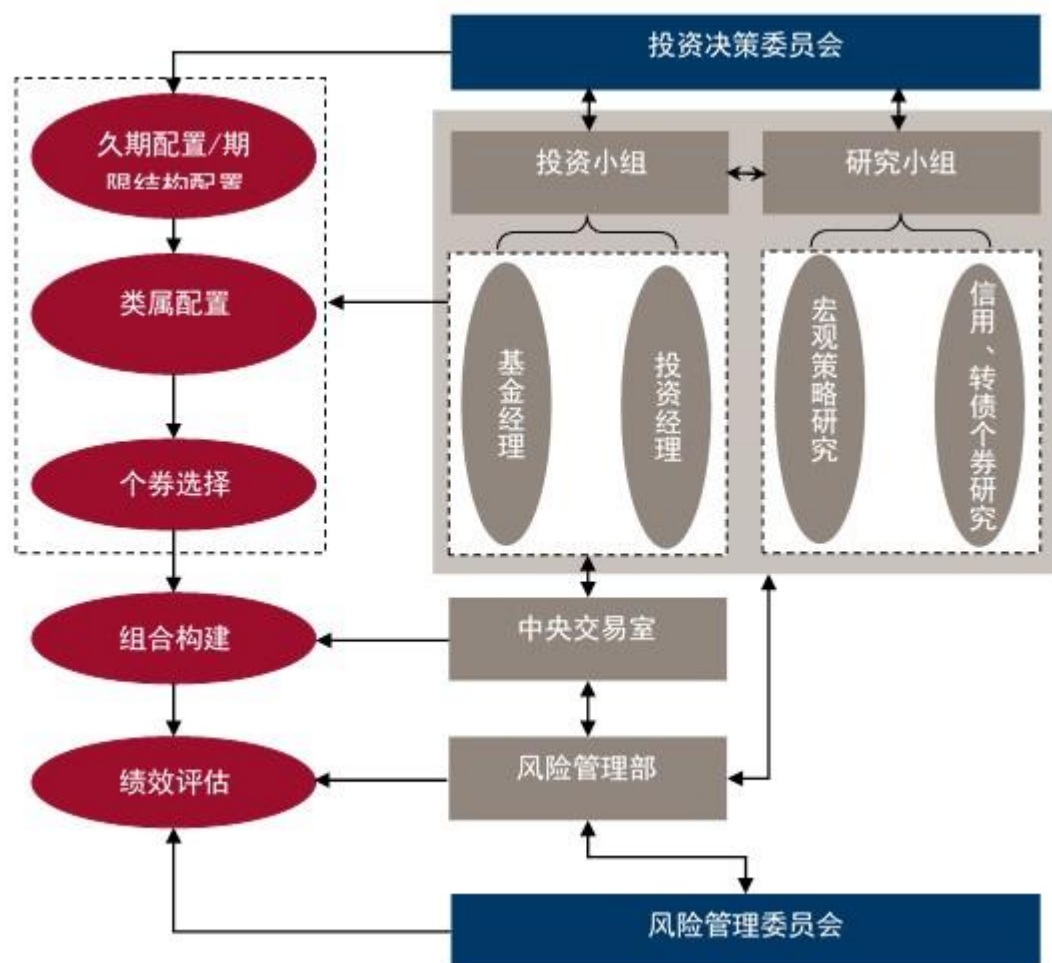 投资决策委员会
久期配置/期
限结构配置
投资小组
研究小组
类属配置
基金经理
投资经理
宏观策略研究
信用、转债个券研究
个券选择
组合构建
中央交易室
绩效评估
风险管理部
风险管理委员会